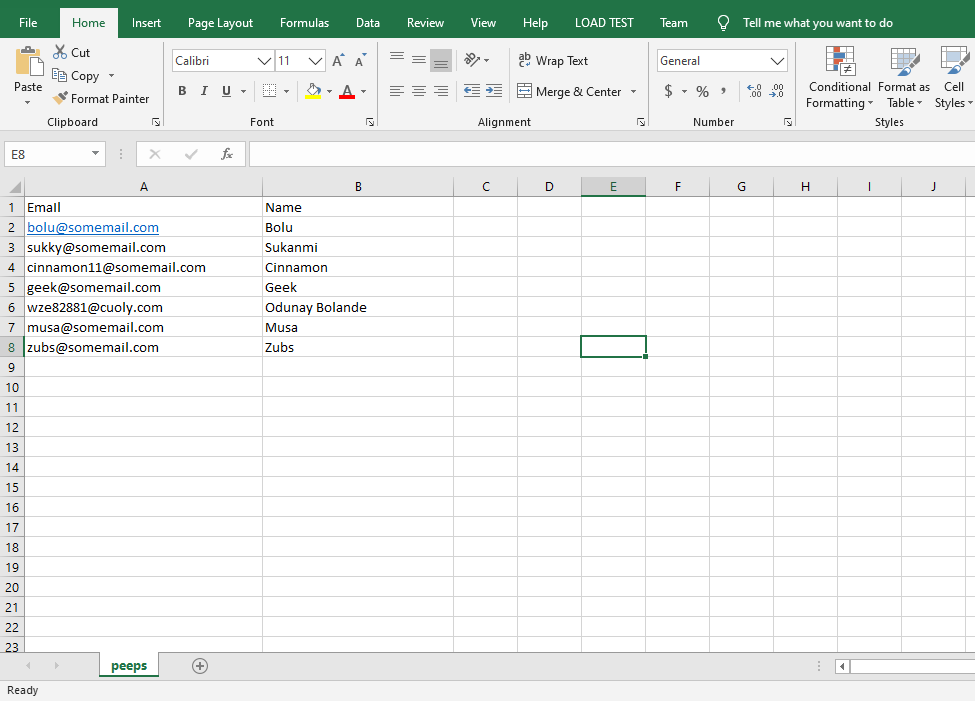 File Home Insert Page Layout Formulas Data Review View Help LOAD TEST Team Tell me what you want to do
Cut
Copy
Format Painter
Paste
Clipboard
Calibri 11 A A
B I U A
Font
ab Wrap Text
Merge & Center
Alignment
General
$ % , .00 .00
Number
Conditional Formatting
Format as Table
Cell Styles
Styles
E8 fx
A B C D E F G H I J
1 EmaIl Name
2 bolu@somemail.com Bolu
3 sukky@somemail.com Sukanmi
4 cinnamon11@somemail.com Cinnamon
5 geek@somemail.com Geek
6 wze82881@cuoly.com Odunay Bolande
7 musa@somemail.com Musa
8 zubs@somemail.com Zubs
9
10
11
12
13
14
15
16
17
18
19
20
21
22
23
peeps
Ready